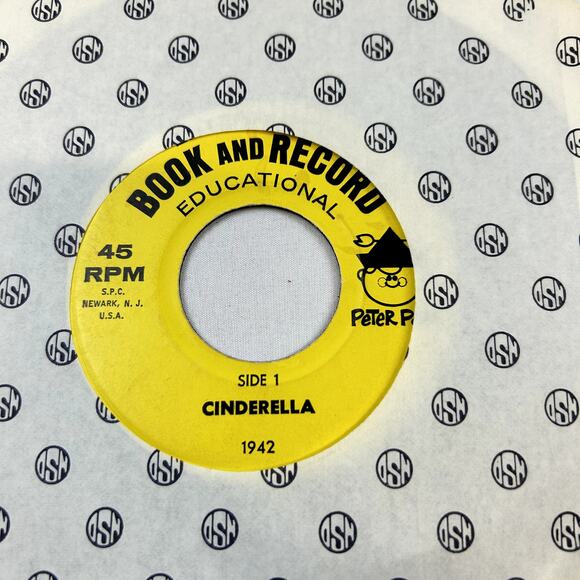 BOOK AND RECORD
EDUCATIONAL
45
RPM
S.P.C.
NEWARK, N. J.
U.S.A.
PETER P
SIDE 1
CINDERELLA
1942